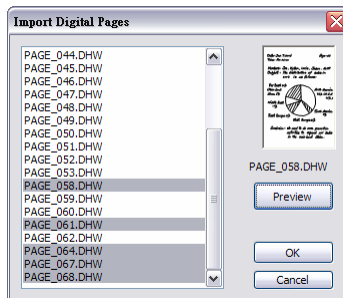 Import Digital Pages
PAGE_044.DHW
PAGE_045.DHW
PAGE_046.DHW
PAGE_047.DHW
PAGE_048.DHW
PAGE_049.DHW
PAGE_050.DHW
PAGE_051.DHW
PAGE_052.DHW
PAGE_053.DHW
PAGE_058.DHW
PAGE_059.DHW
PAGE_060.DHW
PAGE_061.DHW
PAGE_062.DHW
PAGE_064.DHW
PAGE_067.DHW
PAGE_068.DHW
PAGE_058.DHW
Preview
OK
Cancel